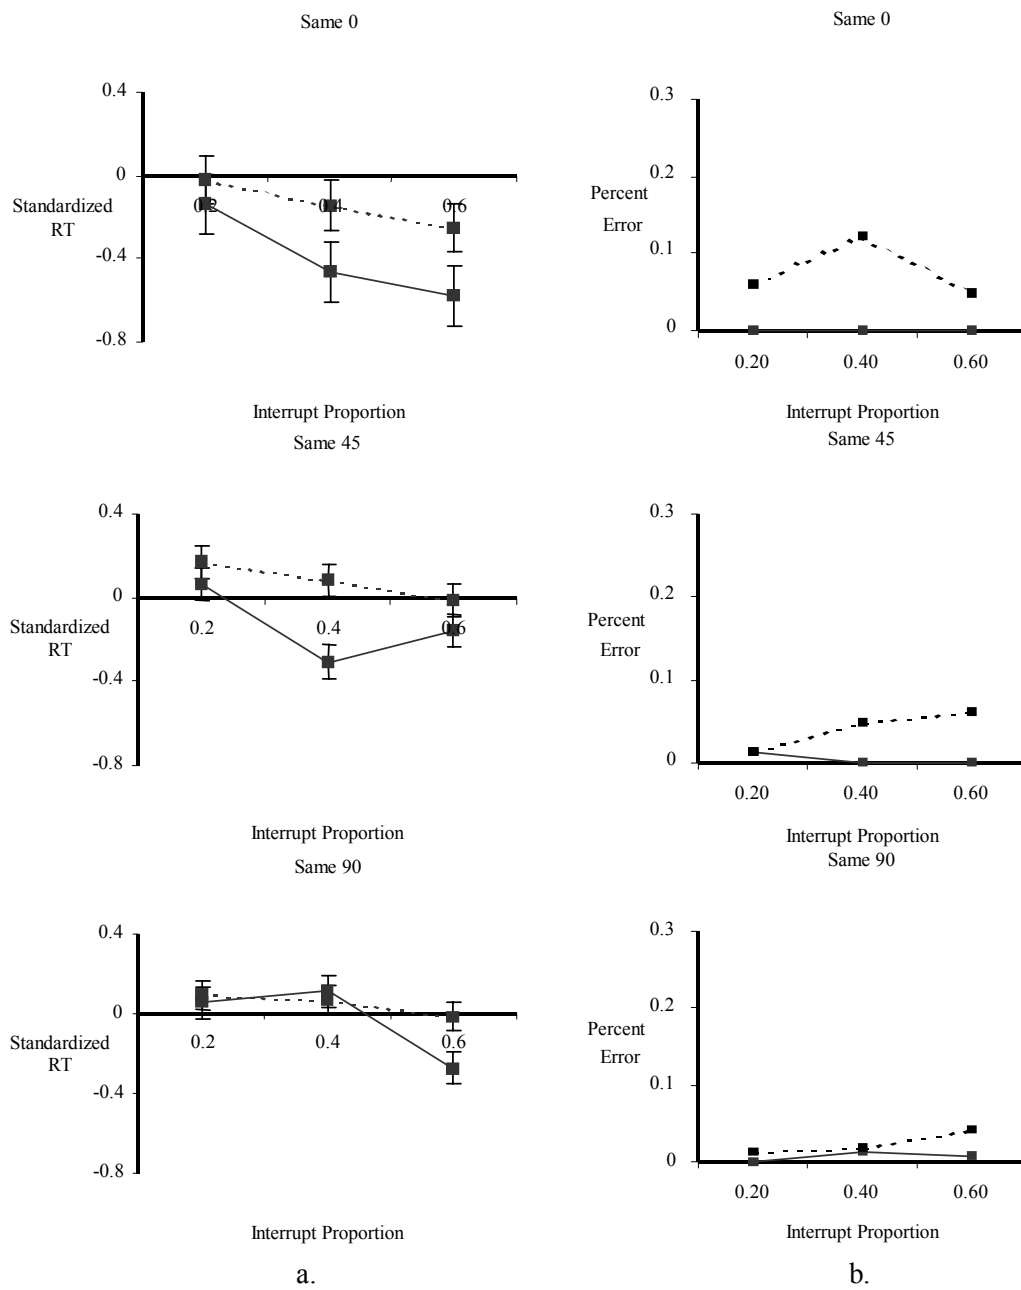 Same 0
0.4
0
Standardized
RT
0.2
0.4
0.6
-0.4
-0.8
Interrupt Proportion
Same 45
0.4
0
Standardized
RT
0.2
0.4
0.6
-0.4
-0.8
Interrupt Proportion
Same 90
0.4
0
Standardized
RT
0.2
0.4
0.6
-0.4
-0.8
Interrupt Proportion
a.
Same 0
0.3
0.2
Percent
Error
0.1
0
0.20
0.40
0.60
Interrupt Proportion
Same 45
0.3
0.2
Percent
Error
0.1
0
0.20
0.40
0.60
Interrupt Proportion
Same 90
0.3
0.2
Percent
Error
0.1
0
0.20
0.40
0.60
Interrupt Proportion
b.